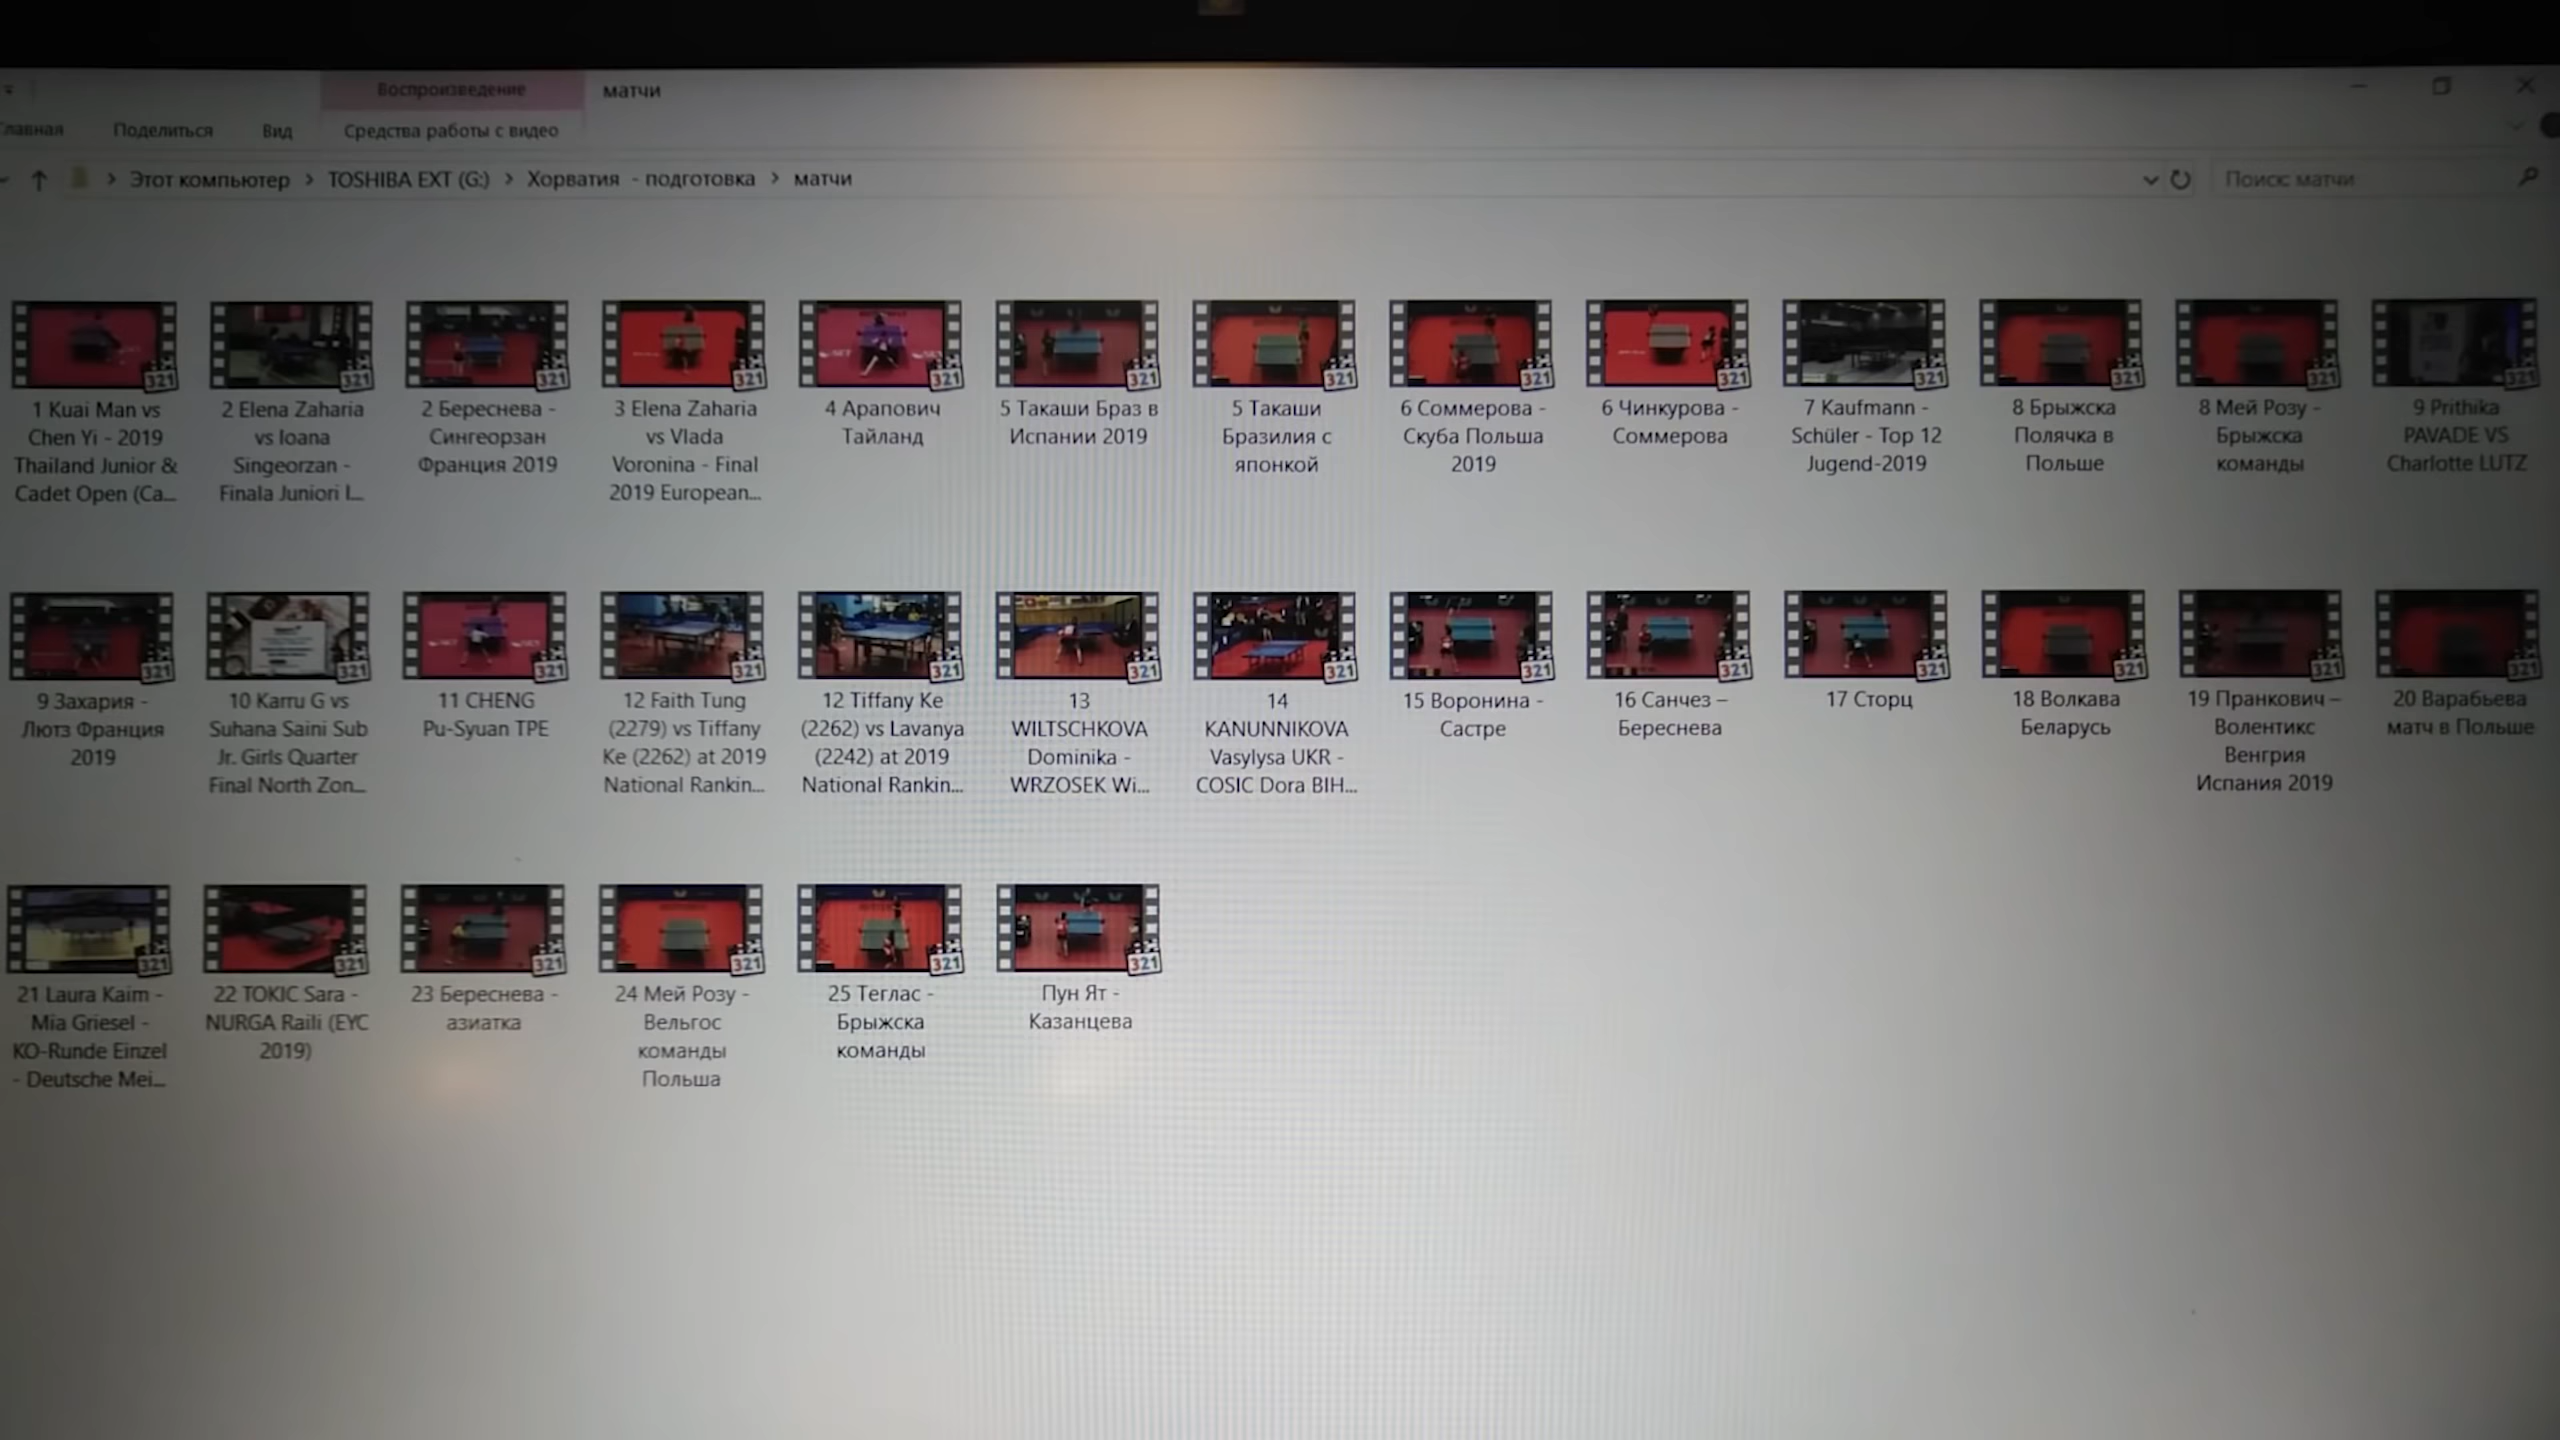 Воспроизведение
матчи
Главная
Поделиться
Вид
Средства работы с видео
Этот компьютер › TOSHIBA EXT (G:) › Хорватия - подготовка › матчи
Поиск: матчи
1 Kuai Man vs
Chen Yi - 2019
Thailand Junior &
Cadet Open (Ca...
2 Elena Zaharia
vs Ioana
Singeorzan -
Finala Juniori I...
2 Береснева -
Сингеорзан
Франция 2019
3 Elena Zaharia
vs Vlada
Voronina - Final
2019 European...
4 Арапович
Тайланд
5 Такаши Браз в
Испании 2019
5 Такаши
Бразилия с
японкой
6 Соммерова -
Скуба Польша
2019
6 Чинкурова -
Соммерова
7 Kaufmann -
Schüler - Top 12
Jugend-2019
8 Брыжска
Полячка в
Польше
8 Мей Розу -
Брыжска
команды
9 Prithika
PAVADE VS
Charlotte LUTZ
9 Захария -
Лютз Франция
2019
10 Karru G vs
Suhana Saini Sub
Jr. Girls Quarter
Final North Zon...
11 CHENG
Pu-Syuan TPE
12 Faith Tung
(2279) vs Tiffany
Ke (2262) at 2019
National Rankin...
12 Tiffany Ke
(2262) vs Lavanya
(2242) at 2019
National Rankin...
13
WILTSCHKOVA
Dominika -
WRZOSEK Wi...
14
KANUNNIKOVA
Vasylysa UKR -
COSIC Dora BIH...
15 Воронина -
Састре
16 Санчез –
Береснева
17 Сторц
18 Волкава
Беларусь
19 Пранкович –
Волентикс
Венгрия
Испания 2019
20 Варабьева
матч в Польше
21 Laura Kaim -
Mia Griesel -
KO-Runde Einzel
- Deutsche Mei...
22 TOKIC Sara -
NURGA Raili (EYC
2019)
23 Береснева -
азиатка
24 Мей Розу -
Вельгос
команды
Польша
25 Теглас -
Брыжска
команды
Пун Ят -
Казанцева